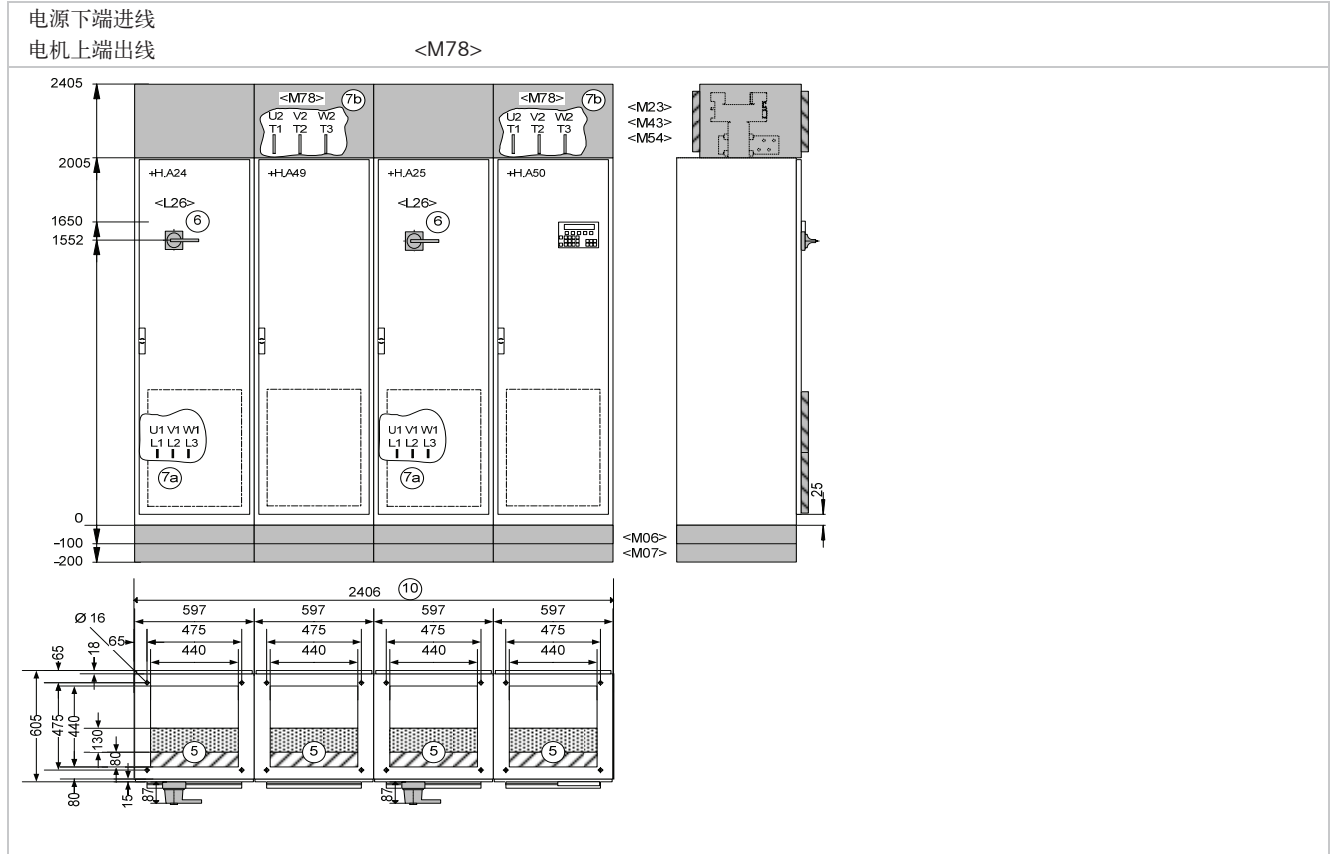 电源下端进线
电机上端出线 <M78>
2405
<M78> 7b <M78> 7b
U2 V2 W2 U2 V2 W2
T1 T2 T3 T1 T2 T3
<M23>
<M43>
<M54>
2005
+H.A24 +H.A49 +H.A25 +H.A50
<L26> <L26>
1650 6 6
1552
U1 V1 W1 U1 V1 W1
L1 L2 L3 L1 L2 L3
7a 7a
25
0
-100 <M06>
-200 <M07>
2406 10
597 597 597 597
Ø 16
475 475 475 475
65 18 65
440 440 440 440
605 475 440 130 80
5 5 5 5
80 15 87 87